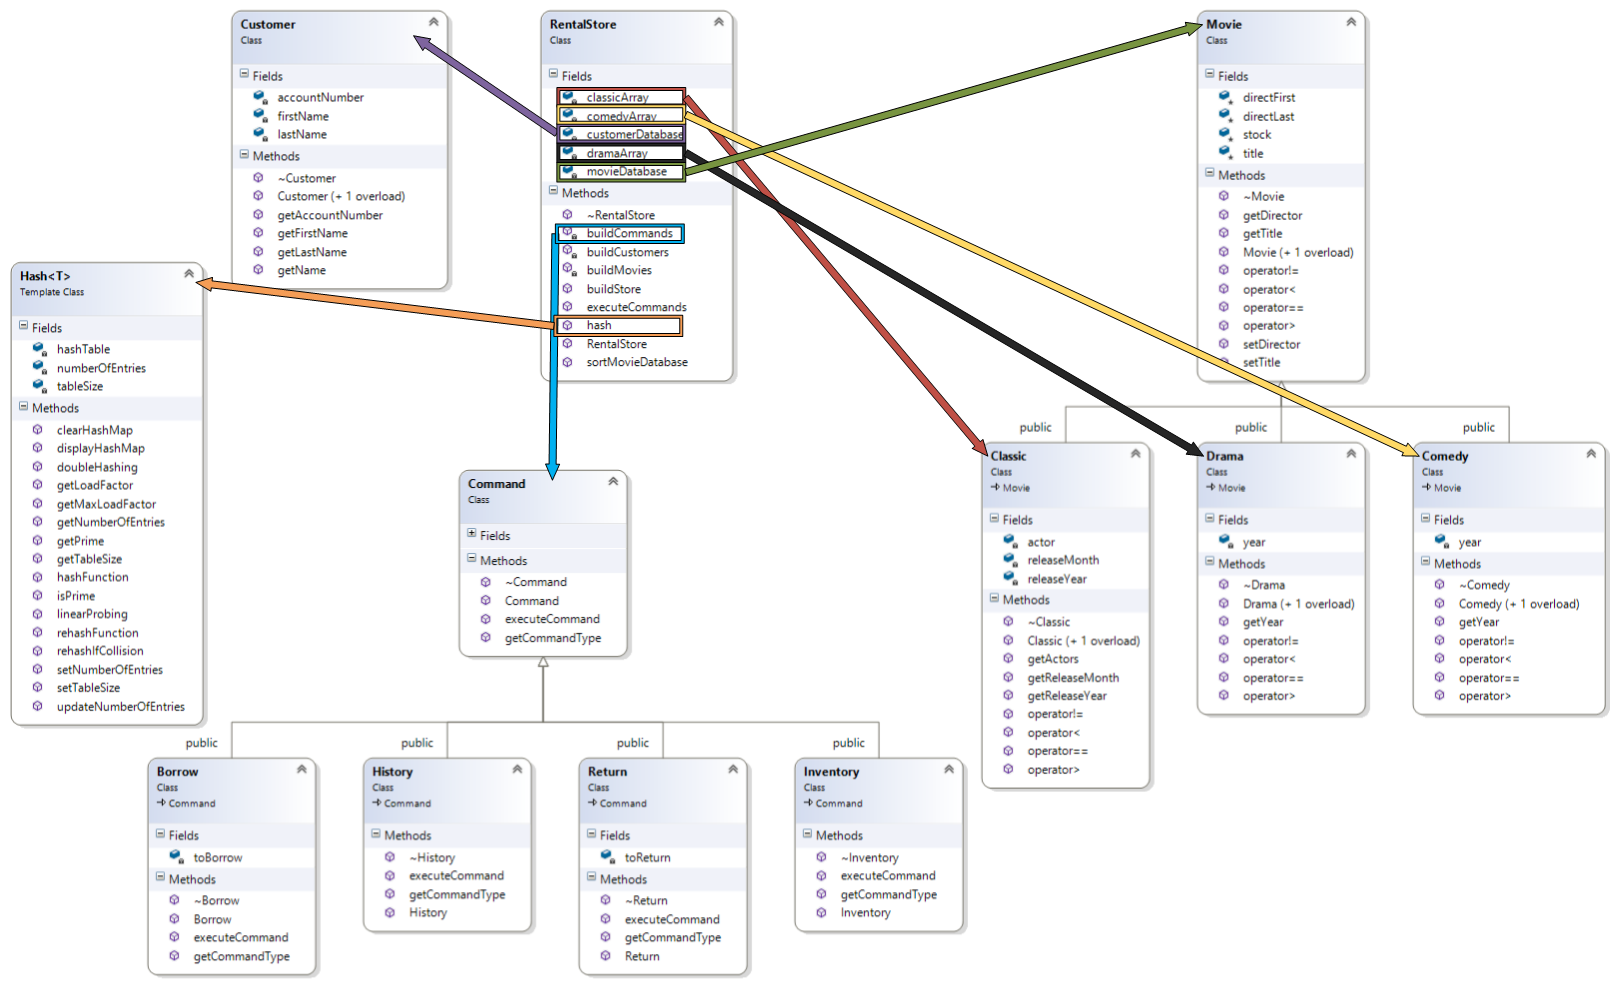 Customer
Class
Fields
accountNumber
firstName
lastName
Methods
~Customer
Customer (+ 1 overload)
getAccountNumber
getFirstName
getLastName
getName
RentalStore
Class
Fields
classicArray
comedyArray
customerDatabase
dramaArray
movieDatabase
Methods
~RentalStore
buildCommands
buildCustomers
buildMovies
buildStore
executeCommands
hash
RentalStore
sortMovieDatabase
Movie
Class
Fields
directFirst
directLast
stock
title
Methods
~Movie
getDirector
getTitle
Movie (+ 1 overload)
operator!=
operator<
operator==
operator>
setDirector
setTitle
Hash<T>
Template Class
Fields
hashTable
numberOfEntries
tableSize
Methods
clearHashMap
displayHashMap
doubleHashing
getLoadFactor
getMaxLoadFactor
getNumberOfEntries
getPrime
getTableSize
hashFunction
isPrime
linearProbing
rehashFunction
rehashIfCollision
setNumberOfEntries
setTableSize
updateNumberOfEntries
Command
Class
Fields
Methods
~Command
Command
executeCommand
getCommandType
public
public
public
Classic
Class
Movie
Fields
actor
releaseMonth
releaseYear
Methods
~Classic
Classic (+ 1 overload)
getActors
getReleaseMonth
getReleaseYear
operator!=
operator<
operator==
operator>
Drama
Class
Movie
Fields
year
Methods
~Drama
Drama (+ 1 overload)
getYear
operator!=
operator<
operator==
operator>
Comedy
Class
Movie
Fields
year
Methods
~Comedy
Comedy (+ 1 overload)
getYear
operator!=
operator<
operator==
operator>
public
public
public
public
Borrow
Class
Command
Fields
toBorrow
Methods
~Borrow
Borrow
executeCommand
getCommandType
History
Class
Command
Methods
~History
executeCommand
getCommandType
History
Return
Class
Command
Fields
toReturn
Methods
~Return
executeCommand
getCommandType
Return
Inventory
Class
Command
Methods
~Inventory
executeCommand
getCommandType
Inventory